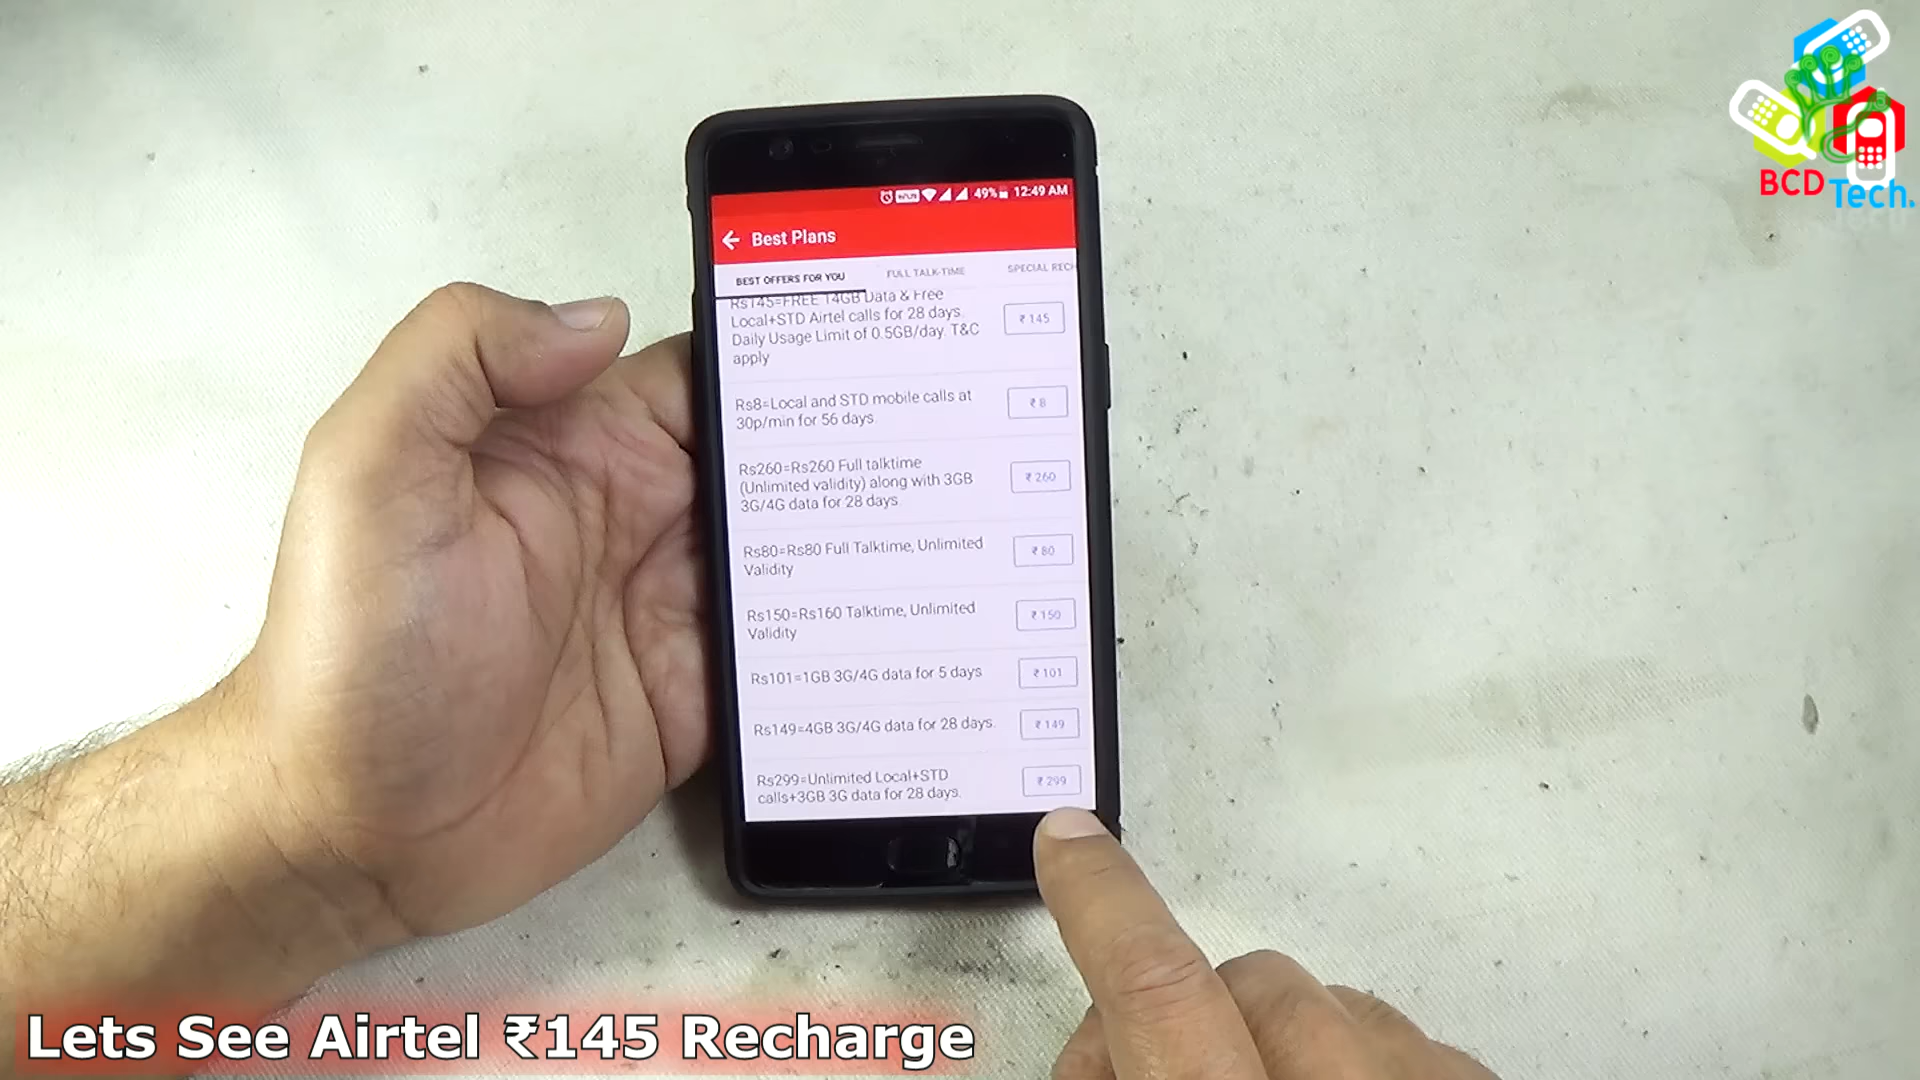 BCD Tech.
49% 12:49 AM
Best Plans
BEST OFFERS FOR YOU FULL TALK-TIME SPECIAL RECH
Rs145=FREE 14GB Data & Free
Local+STD Airtel calls for 28 days.
Daily Usage Limit of 0.5GB/day. T&C
apply
₹ 145
Rs8=Local and STD mobile calls at
30p/min for 56 days
₹ 8
Rs260=Rs260 Full talktime
(Unlimited validity) along with 3GB
3G/4G data for 28 days
₹ 260
Rs80=Rs80 Full Talktime, Unlimited
Validity
₹ 80
Rs150=Rs160 Talktime, Unlimited
Validity
₹ 150
Rs101=1GB 3G/4G data for 5 days
₹ 101
Rs149=4GB 3G/4G data for 28 days.
₹ 149
Rs299=Unlimited Local+STD
calls+3GB 3G data for 28 days.
₹ 299
Lets See Airtel ₹145 Recharge